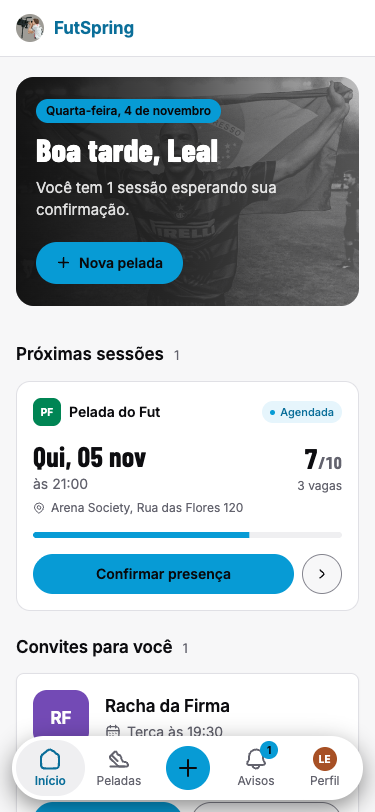 FutSpring
Quarta-feira, 4 de novembro
Boa tarde, Leal
Você tem 1 sessão esperando sua
confirmação.
+ Nova pelada
IRELLI
Próximas sessões 1
PF Pelada do Fut
Agendada
Qui, 05 nov
7/10
às 21:00
3 vagas
Arena Society, Rua das Flores 120
Confirmar presença
Convites para você 1
RF
Racha da Firma
Terça às 19:30
1
LE
Início
Peladas
Avisos
Perfil